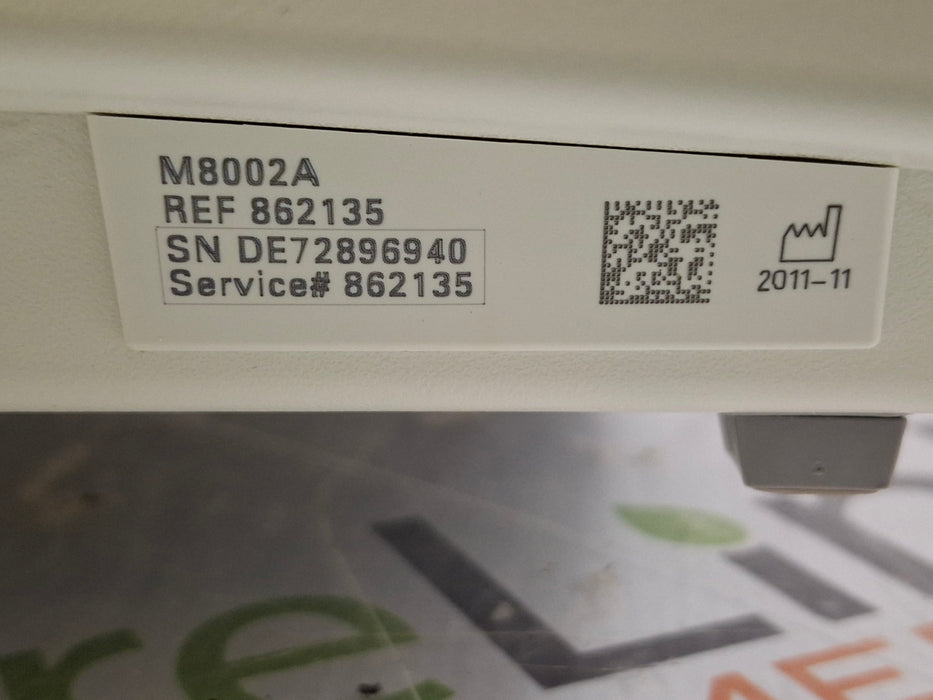 M8002A
REF 862135
SN DE72896940
Service# 862135
2011-11